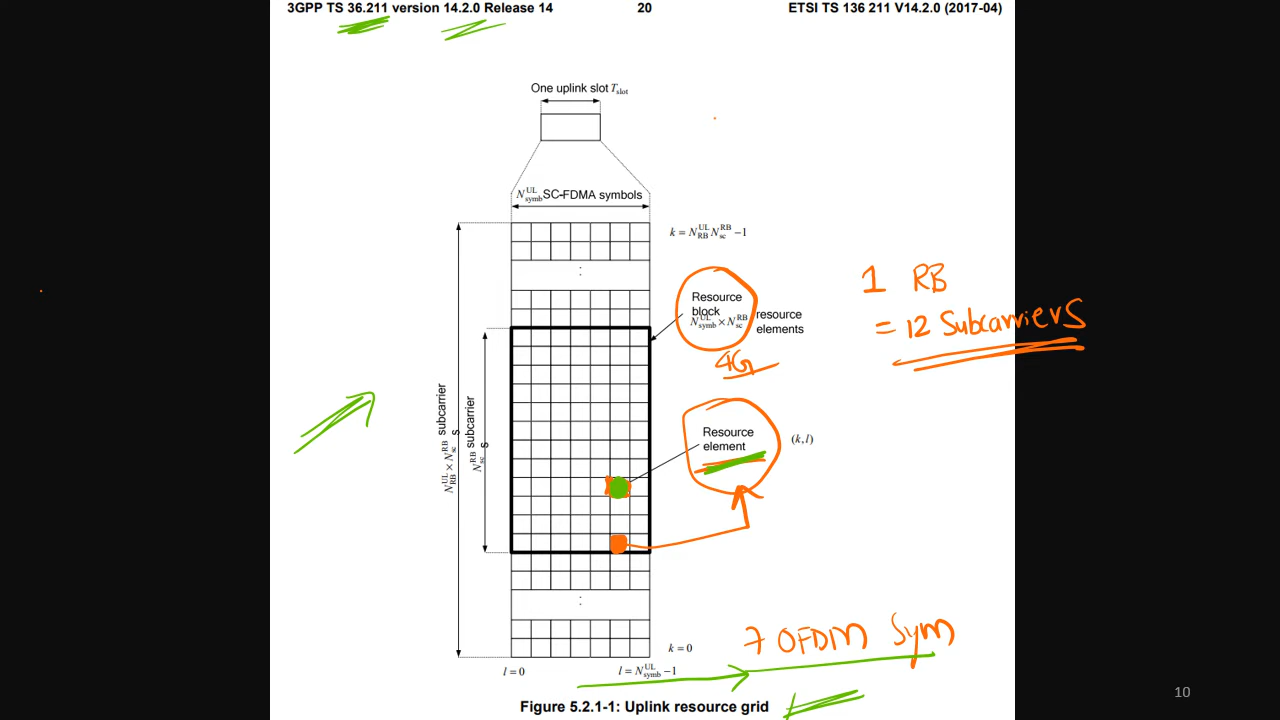 3GPP TS 36.211 version 14.2.0 Release 14 20 ETSI TS 136 211 V14.2.0 (2017-04)
One uplink slot T_slot
N_symb^UL SC-FDMA symbols
k = N_RB^UL N_sc^RB − 1
Resource
block
N_symb^UL × N_sc^RB resource
elements
4G
1 RB
= 12 Subcarriers
N_RB^UL × N_sc^RB subcarrier
s
N_sc^RB subcarrier
s
Resource
element
(k, l)
7 OFDM Sym
k = 0
l = 0
l = N_symb^UL − 1
Figure 5.2.1-1: Uplink resource grid
10